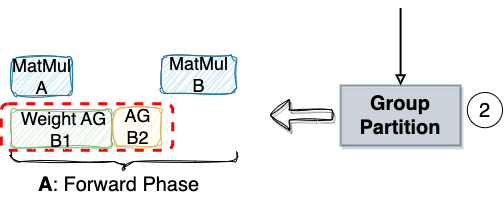 MatMul
A
MatMul
B
Weight AG
B1
AG
B2
A: Forward Phase
Group
Partition
2